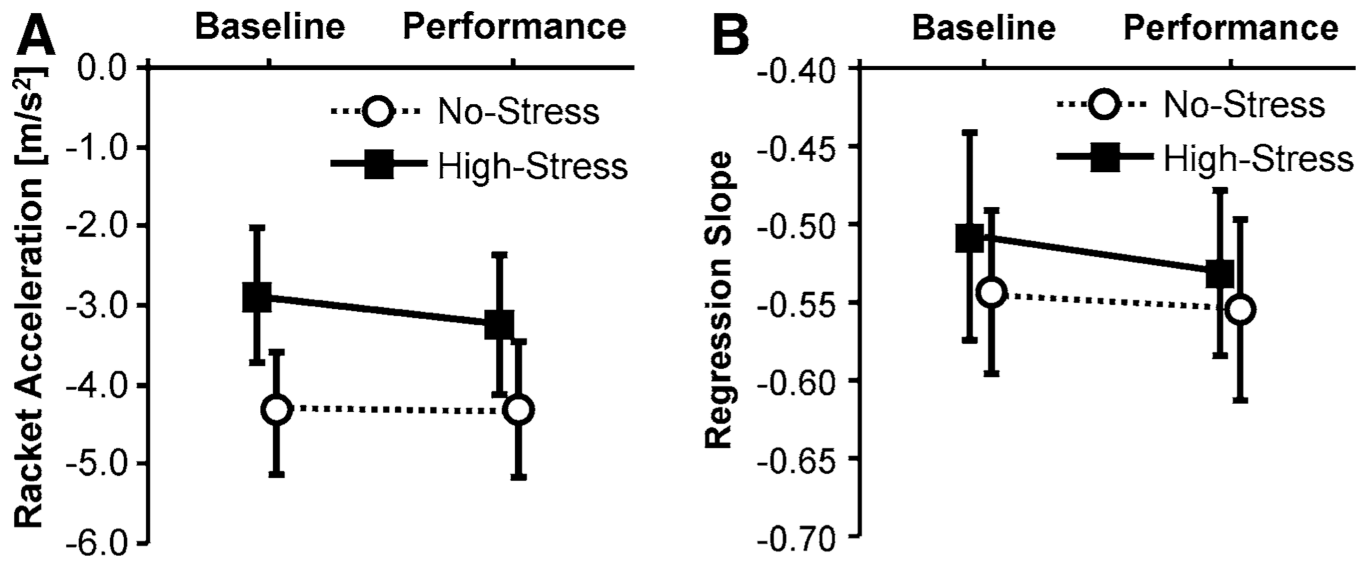 A
Baseline Performance
Racket Acceleration [m/s²]
0.0
-1.0
-2.0
-3.0
-4.0
-5.0
-6.0
No-Stress
High-Stress
B
Baseline Performance
Regression Slope
-0.40
-0.45
-0.50
-0.55
-0.60
-0.65
-0.70
No-Stress
High-Stress